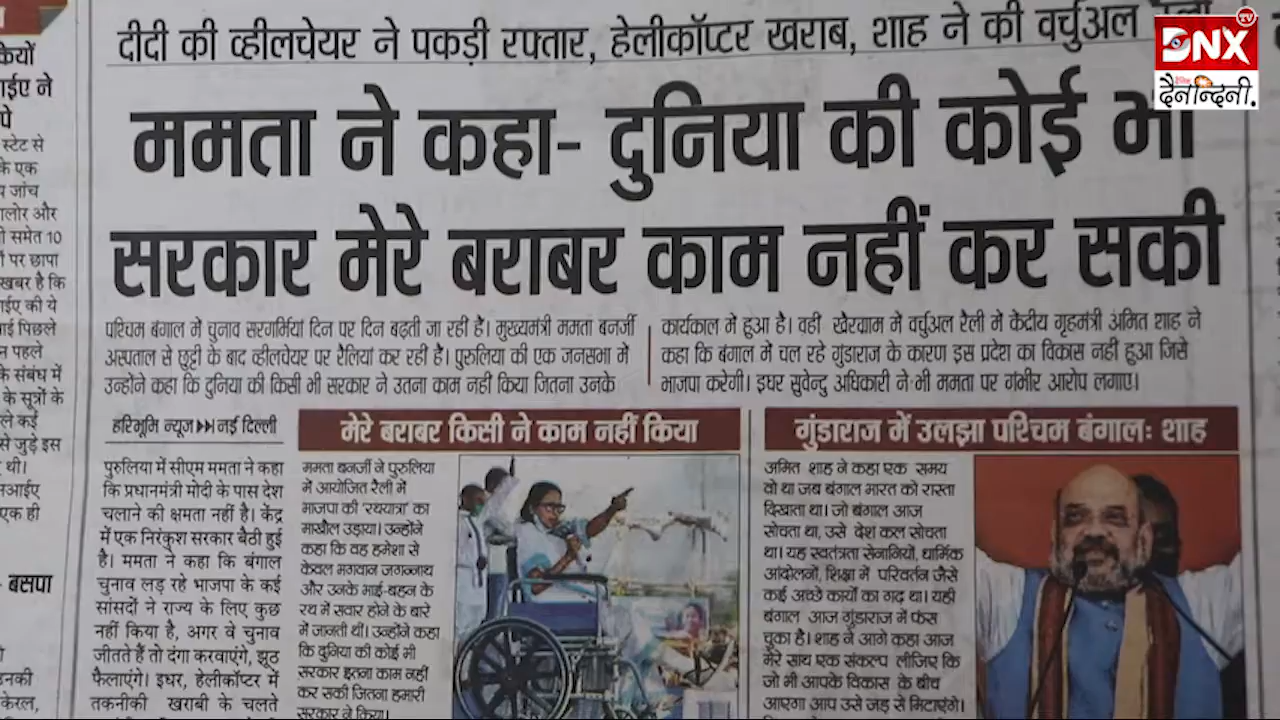 दीदी की व्हीलचेयर ने पकड़ी रफ्तार, हेलीकॉप्टर खराब, शाह ने की वर्चुअल
DNX TV
दैनन्दिनी.
ममता ने कहा- दुनिया की कोई भी
सरकार मेरे बराबर काम नहीं कर सकी
पश्चिम बंगाल में चुनाव सरगर्मियां दिन पर दिन बढ़ती जा रही है। मुख्यमंत्री ममता बनर्जी
अस्पताल से छुट्टी के बाद व्हीलचेयर पर रैलियां कर रही है। पुरुलिया की एक जनसभा में
उन्होंने कहा कि दुनिया की किसी भी सरकार ने उतना काम नहीं किया जितना उनके
कार्यकाल में हुआ है। वहीं खैरग्राम में वर्चुअल रैली में केंद्रीय गृहमंत्री अमित शाह ने
कहा कि बंगाल में चल रहे गुंडाराज के कारण इस प्रदेश का विकास नहीं हुआ जिसे
भाजपा करेगी। इधर सुवेन्दु अधिकारी ने भी ममता पर गंभीर आरोप लगाए।
हरिभूमि न्यूज ▶▶| नई दिल्ली
पुरुलिया में सीएम ममता ने कहा
कि प्रधानमंत्री मोदी के पास देश
चलाने की क्षमता नहीं है। केंद्र
में एक निरंकुश सरकार बैठी हुई
है। ममता ने कहा कि बंगाल
चुनाव लड़ रहे भाजपा के कई
सांसदों ने राज्य के लिए कुछ
नहीं किया है, अगर वे चुनाव
जीतते हैं तो दंगा करवाएंगे, झूठ
फैलाएंगे। इधर, हेलीकॉप्टर में
तकनीकी खराबी के चलते
मेरे बराबर किसी ने काम नहीं किया
ममता बनर्जी ने पुरुलिया
में आयोजित रैली में
भाजपा की 'रथयात्रा' का
माखौल उड़ाया। उन्होंने
कहा कि वह हमेशा से
केवल भगवान जगन्नाथ
और उनके भाई-बहन के
रथ में सवार होने के बारे
में जानती थीं। उन्होंने कहा
कि दुनिया की कोई भी
सरकार इतना काम नहीं
कर सकी जितना हमारी
सरकार ने किया।
गुंडाराज में उलझा पश्चिम बंगालः शाह
अमित शाह ने कहा एक समय
वो था जब बंगाल भारत को रास्ता
दिखाता था। जो बंगाल आज
सोचता था, उसे देश कल सोचता
था। यह स्वतंत्रता सेनानियों, धार्मिक
आंदोलनों, शिक्षा में परिवर्तन जैसे
कई अच्छे कार्यों का गढ़ था। यही
बंगाल आज गुंडाराज में फंस
चुका है। शाह ने आगे कहा आज
मेरे साथ एक संकल्प लीजिए कि
जो भी आपके विकास के बीच
आएगा आप उसे जड़ से मिटाएंगे।